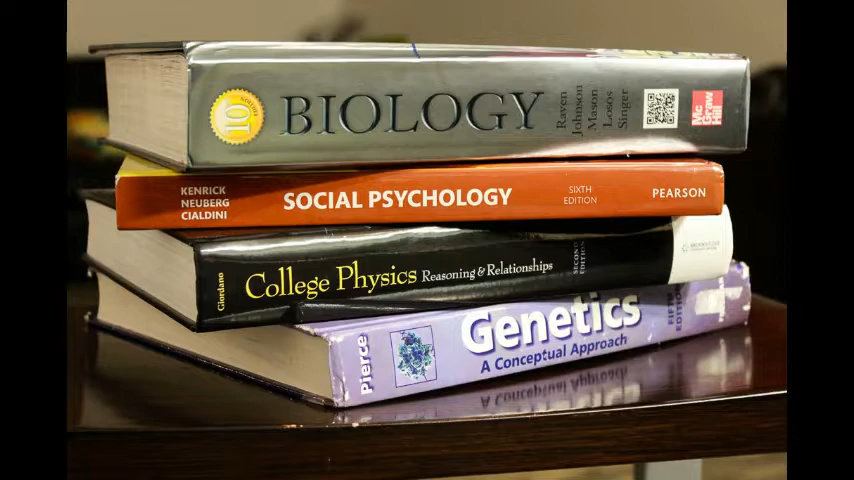 10
EDITION
BIOLOGY
Raven
Johnson
Mason
Losos
Singer
Mc
Graw
Hill
KENRICK
NEUBERG
CIALDINI
SOCIAL PSYCHOLOGY
SIXTH
EDITION
PEARSON
Giordano
College Physics Reasoning & Relationships
SECOND
EDITION
Pierce
Genetics
A Conceptual Approach
FIFTH
EDITION